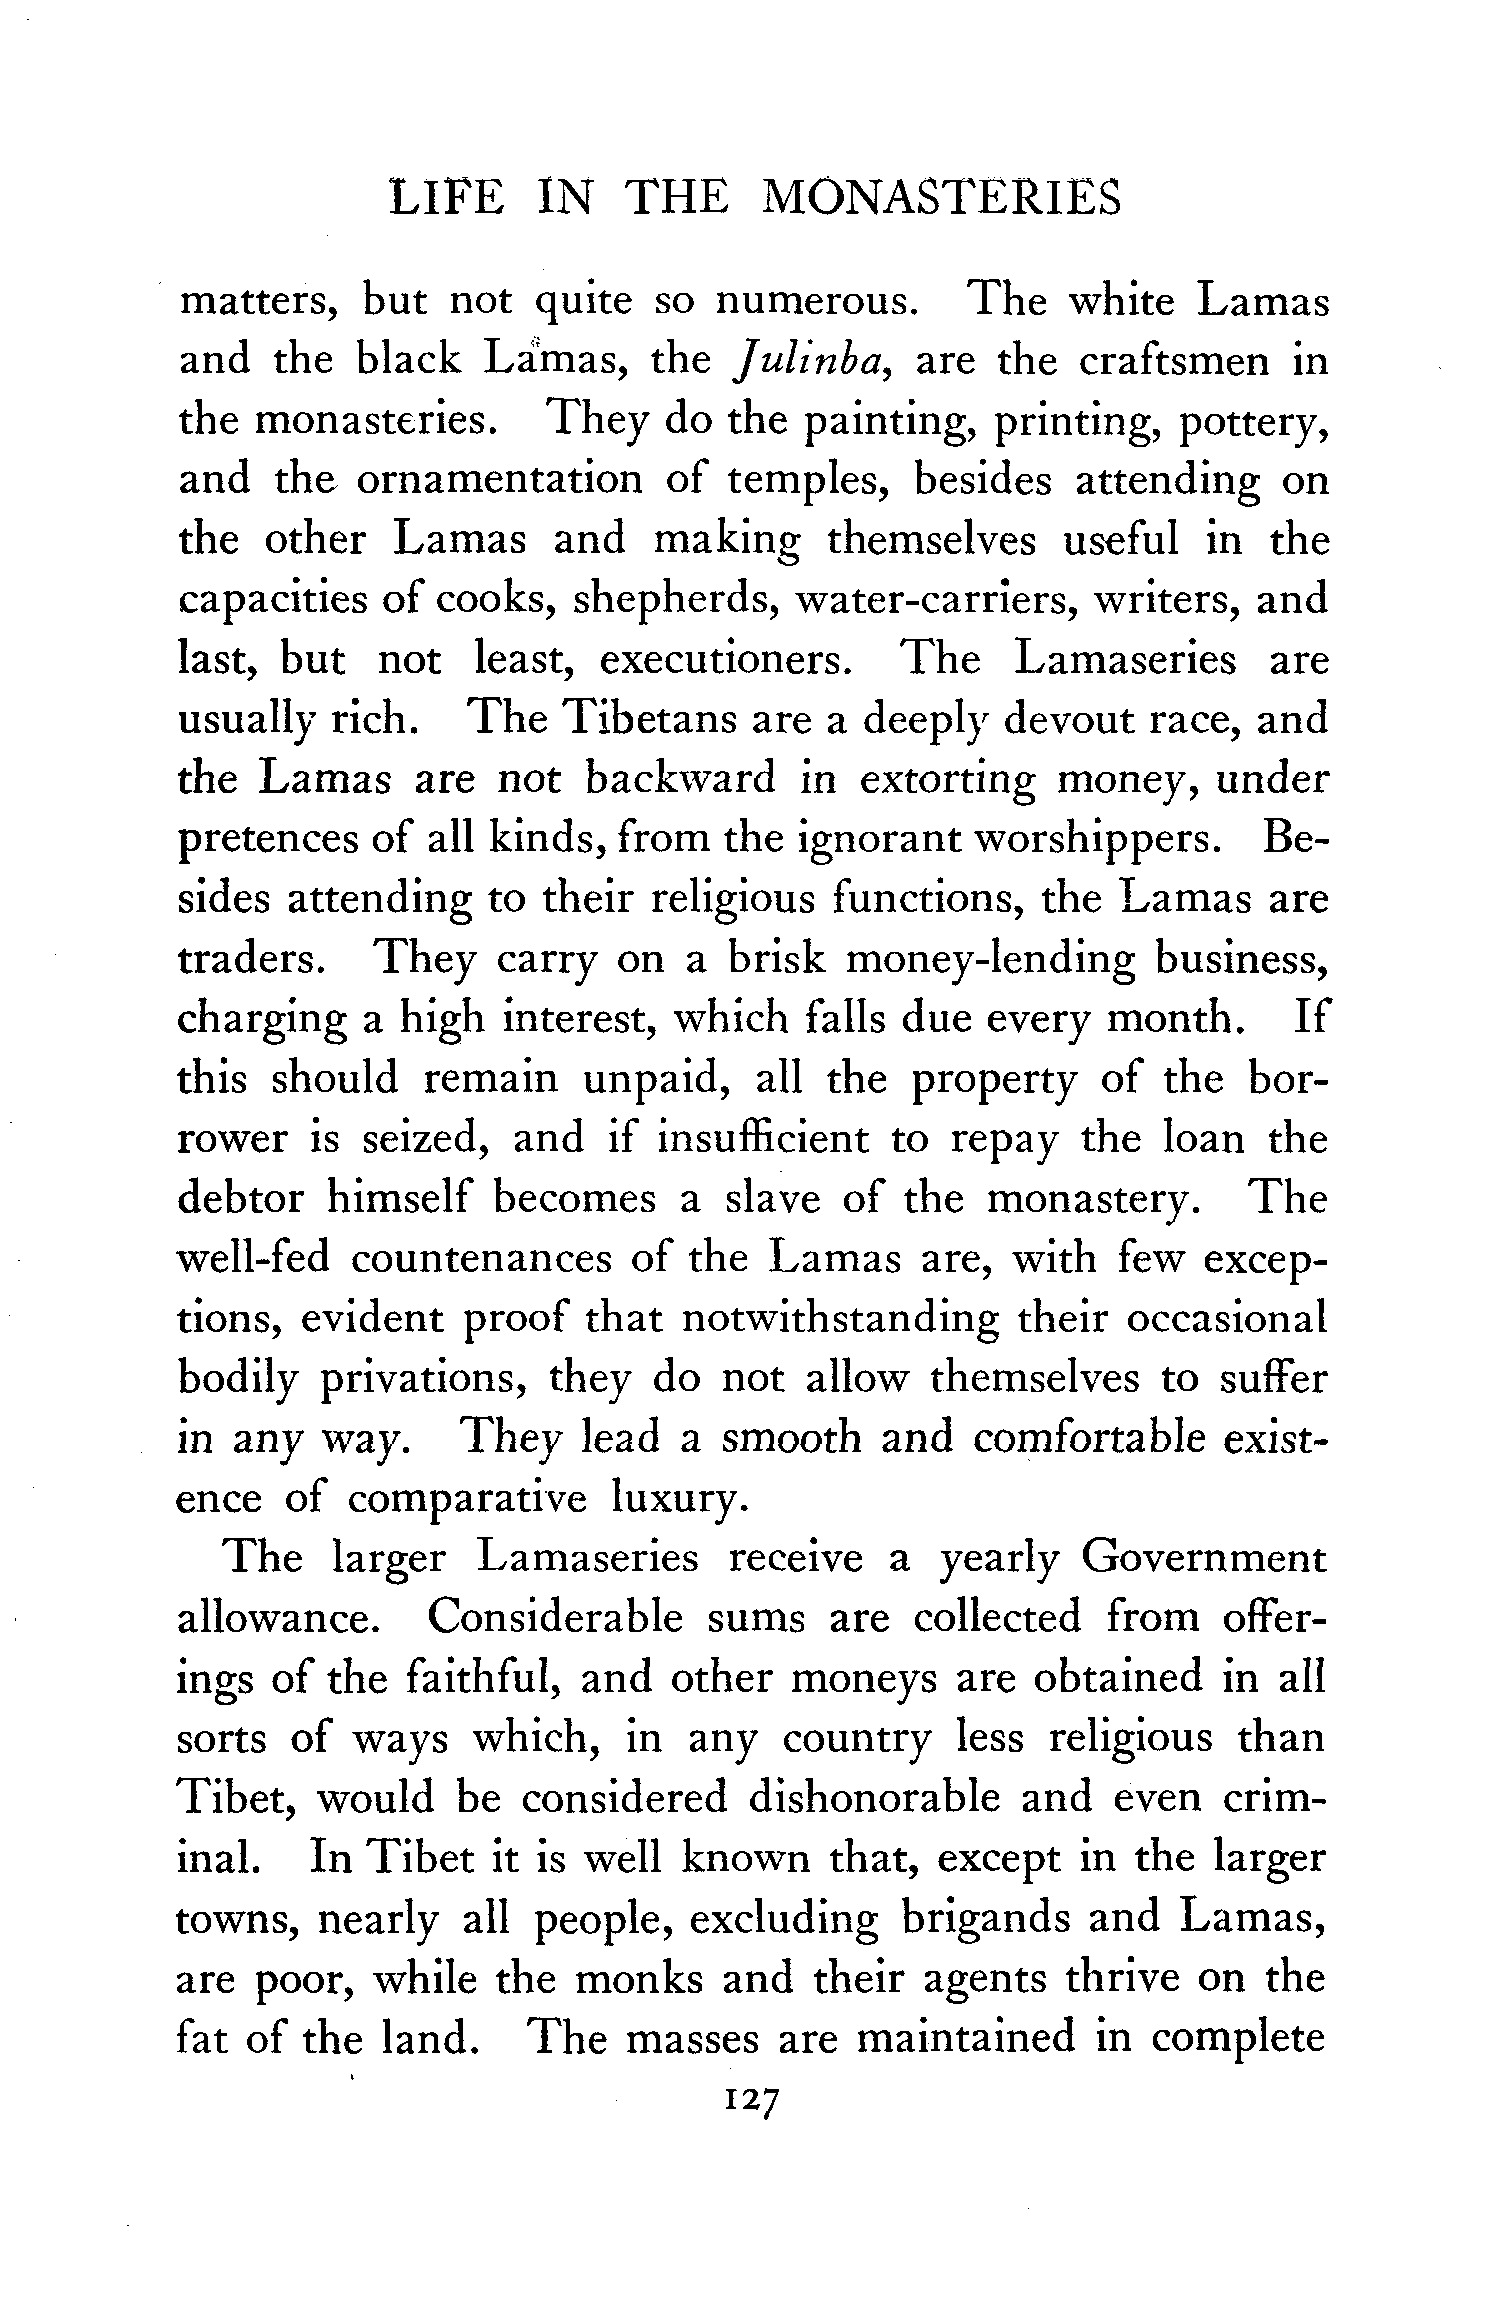 LIFE IN THE MONASTERIES
matters, but not quite so numerous. The white Lamas
and the black Lamas, the Julinba, are the craftsmen in
the monasteries. They do the painting, printing, pottery,
and the ornamentation of temples, besides attending on
the other Lamas and making themselves useful in the
capacities of cooks, shepherds, water-carriers, writers, and
last, but not least, executioners. The Lamaseries are
usually rich. The Tibetans are a deeply devout race, and
the Lamas are not backward in extorting money, under
pretences of all kinds, from the ignorant worshippers. Be-
sides attending to their religious functions, the Lamas are
traders. They carry on a brisk money-lending business,
charging a high interest, which falls due every month. If
this should remain unpaid, all the property of the bor-
rower is seized, and if insufficient to repay the loan the
debtor himself becomes a slave of the monastery. The
well-fed countenances of the Lamas are, with few excep-
tions, evident proof that notwithstanding their occasional
bodily privations, they do not allow themselves to suffer
in any way. They lead a smooth and comfortable exist-
ence of comparative luxury.
The larger Lamaseries receive a yearly Government
allowance. Considerable sums are collected from offer-
ings of the faithful, and other moneys are obtained in all
sorts of ways which, in any country less religious than
Tibet, would be considered dishonorable and even crim-
inal. In Tibet it is well known that, except in the larger
towns, nearly all people, excluding brigands and Lamas,
are poor, while the monks and their agents thrive on the
fat of the land. The masses are maintained in complete
127